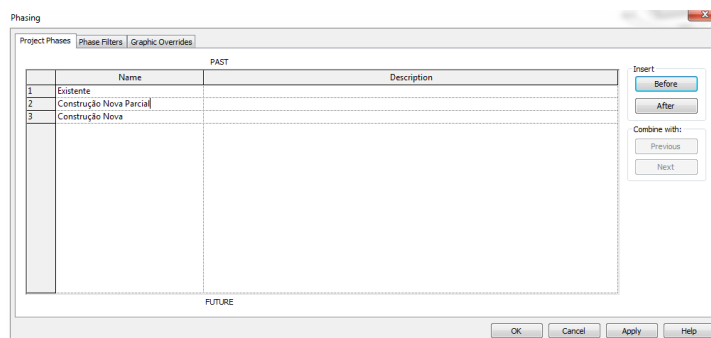 Phasing
Project Phases Phase Filters Graphic Overrides
PAST
Name Description
1 Existente
2 Construção Nova Parcial
3 Construção Nova
FUTURE
Insert
Before
After
Combine with:
Previous
Next
OK Cancel Apply Help